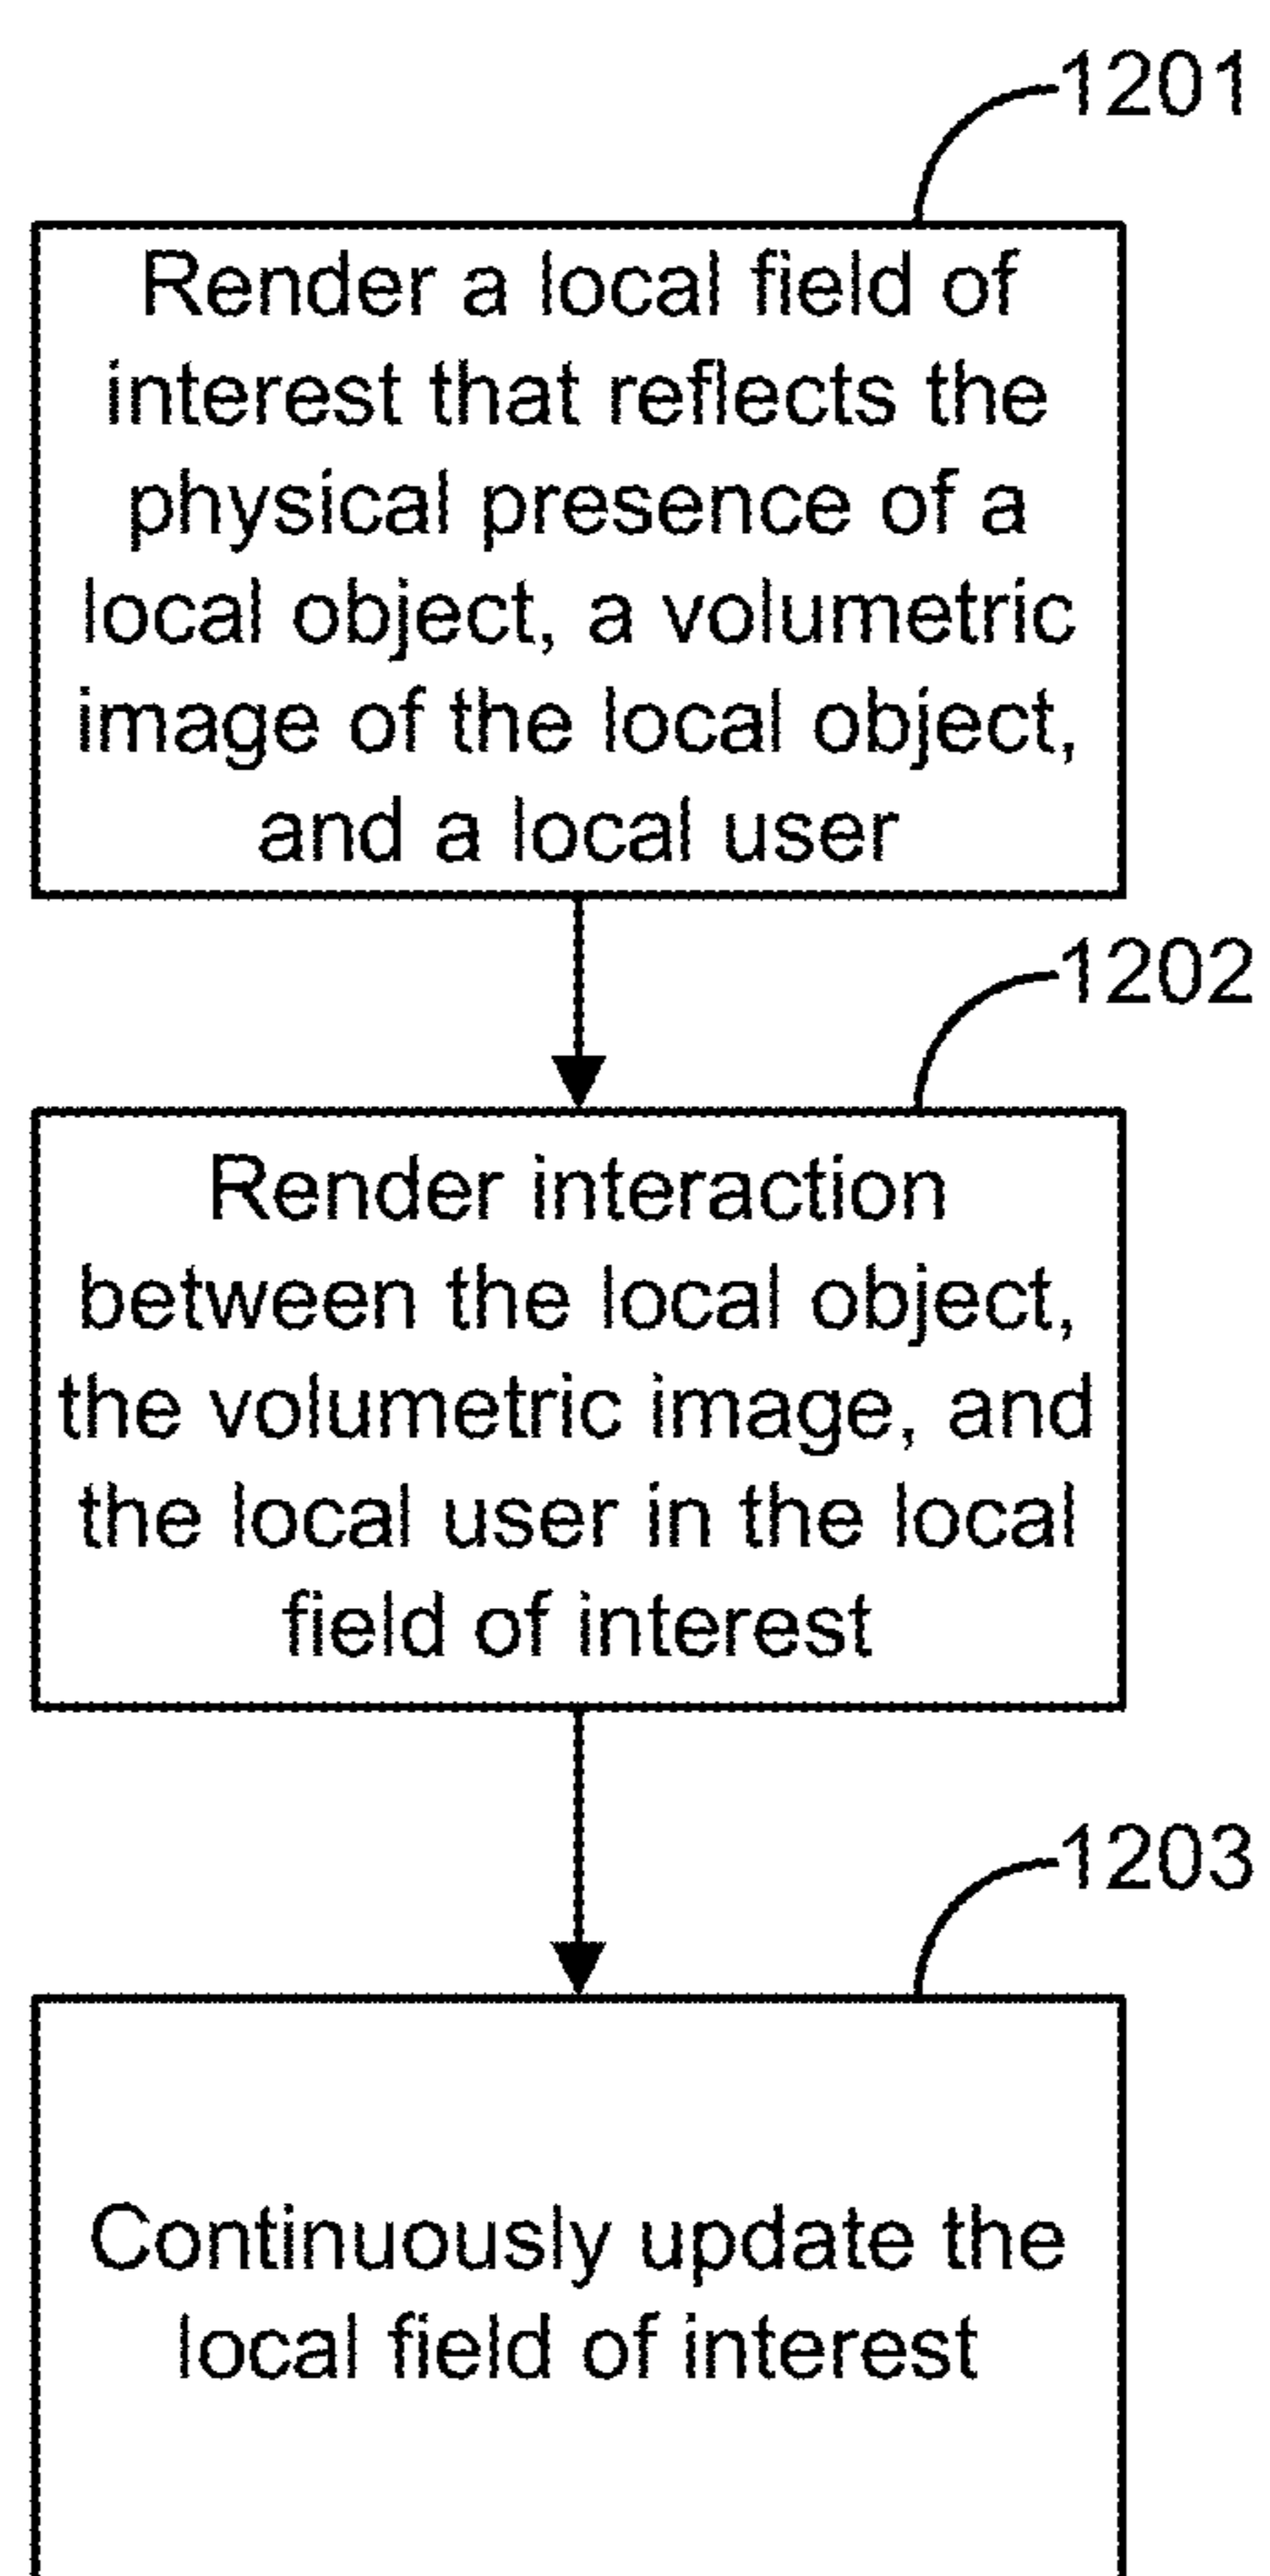 1201
Render a local field of
interest that reflects the
physical presence of a
local object, a volumetric
image of the local object,
and a local user
1202
Render interaction
between the local object,
the volumetric image, and
the local user in the local
field of interest
1203
Continuously update the
local field of interest